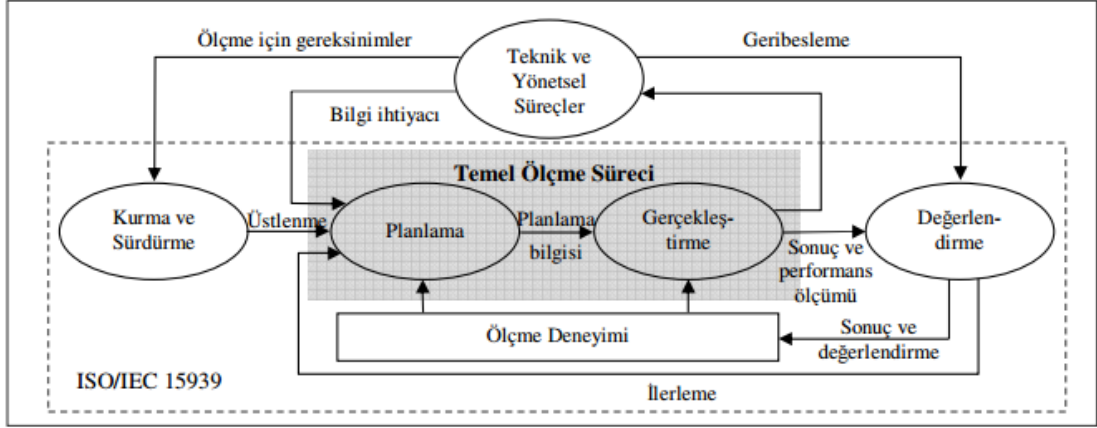 Ölçme için gereksinimler
Teknik ve
Yönetsel
Süreçler
Geribesleme
Bilgi ihtiyacı
Temel Ölçme Süreci
Kurma ve
Sürdürme
Üstlenme
Planlama
Planlama
bilgisi
Gerçekleş-
tirme
Sonuç ve
performans
ölçümü
Değerlen-
dirme
Ölçme Deneyimi
Sonuç ve
değerlendirme
ISO/IEC 15939
İlerleme